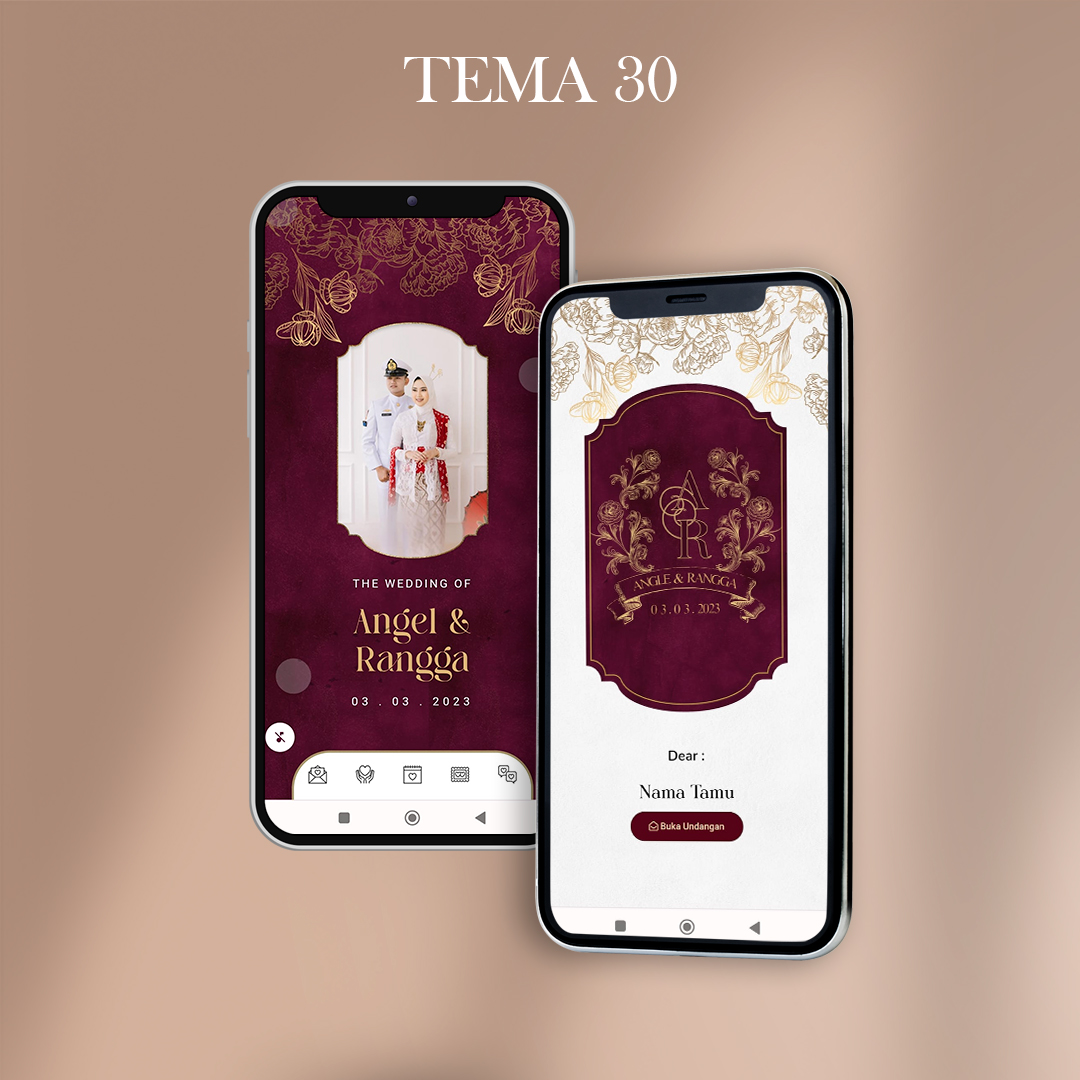 TEMA 30
THE WEDDING OF
Angel &
Rangga
03 . 03 . 2023
A
&
R
ANGLE & RANGGA
03.03.2023
Dear :
Nama Tamu
Buka Undangan